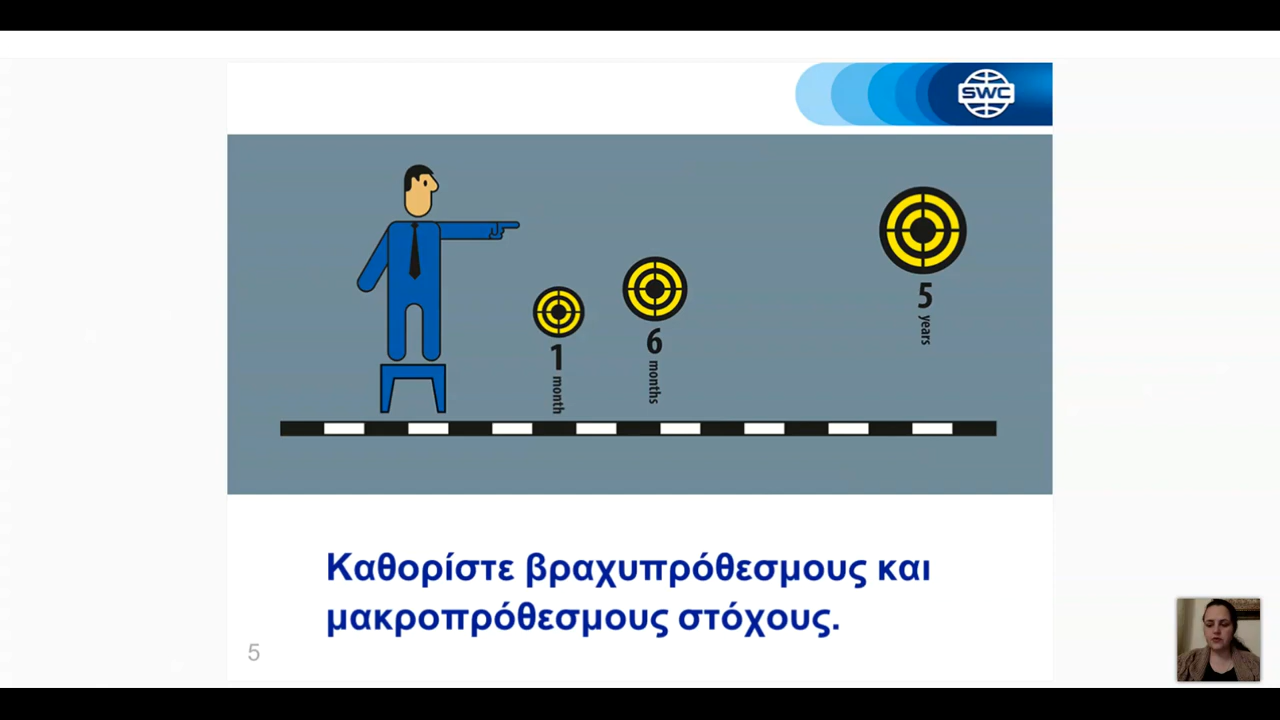 SWC
1
month
6
months
5
years
Καθορίστε βραχυπρόθεσμους και
μακροπρόθεσμους στόχους.
5